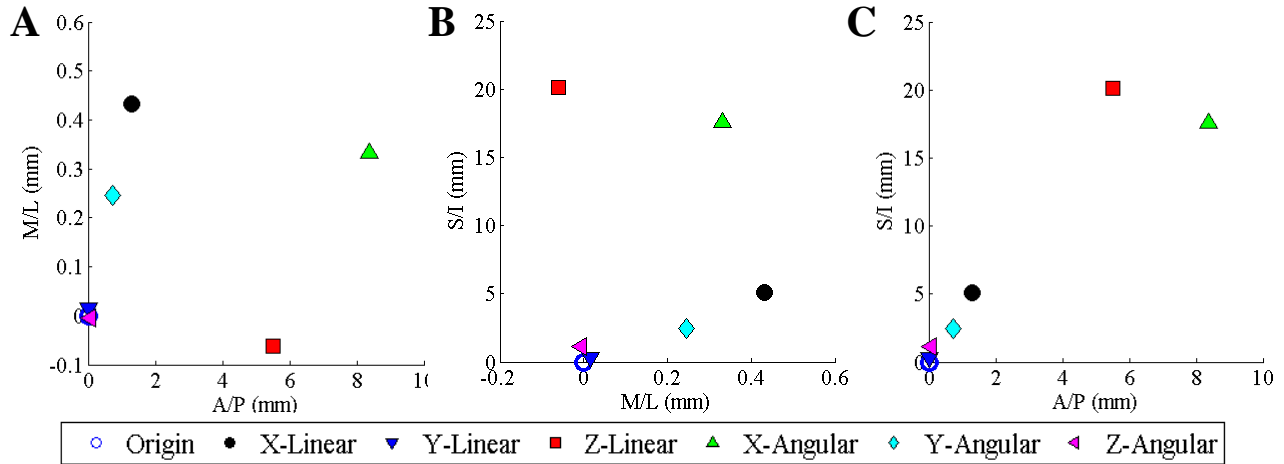 A
0.6
0.5
0.4
0.3
0.2
0.1
0
-0.1
M/L (mm)
0 2 4 6 8 10
A/P (mm)
B
25
20
15
10
5
0
S/I (mm)
-0.2 0 0.2 0.4 0.6
M/L (mm)
C
25
20
15
10
5
0
S/I (mm)
0 2 4 6 8 10
A/P (mm)
Origin X-Linear Y-Linear Z-Linear X-Angular Y-Angular Z-Angular